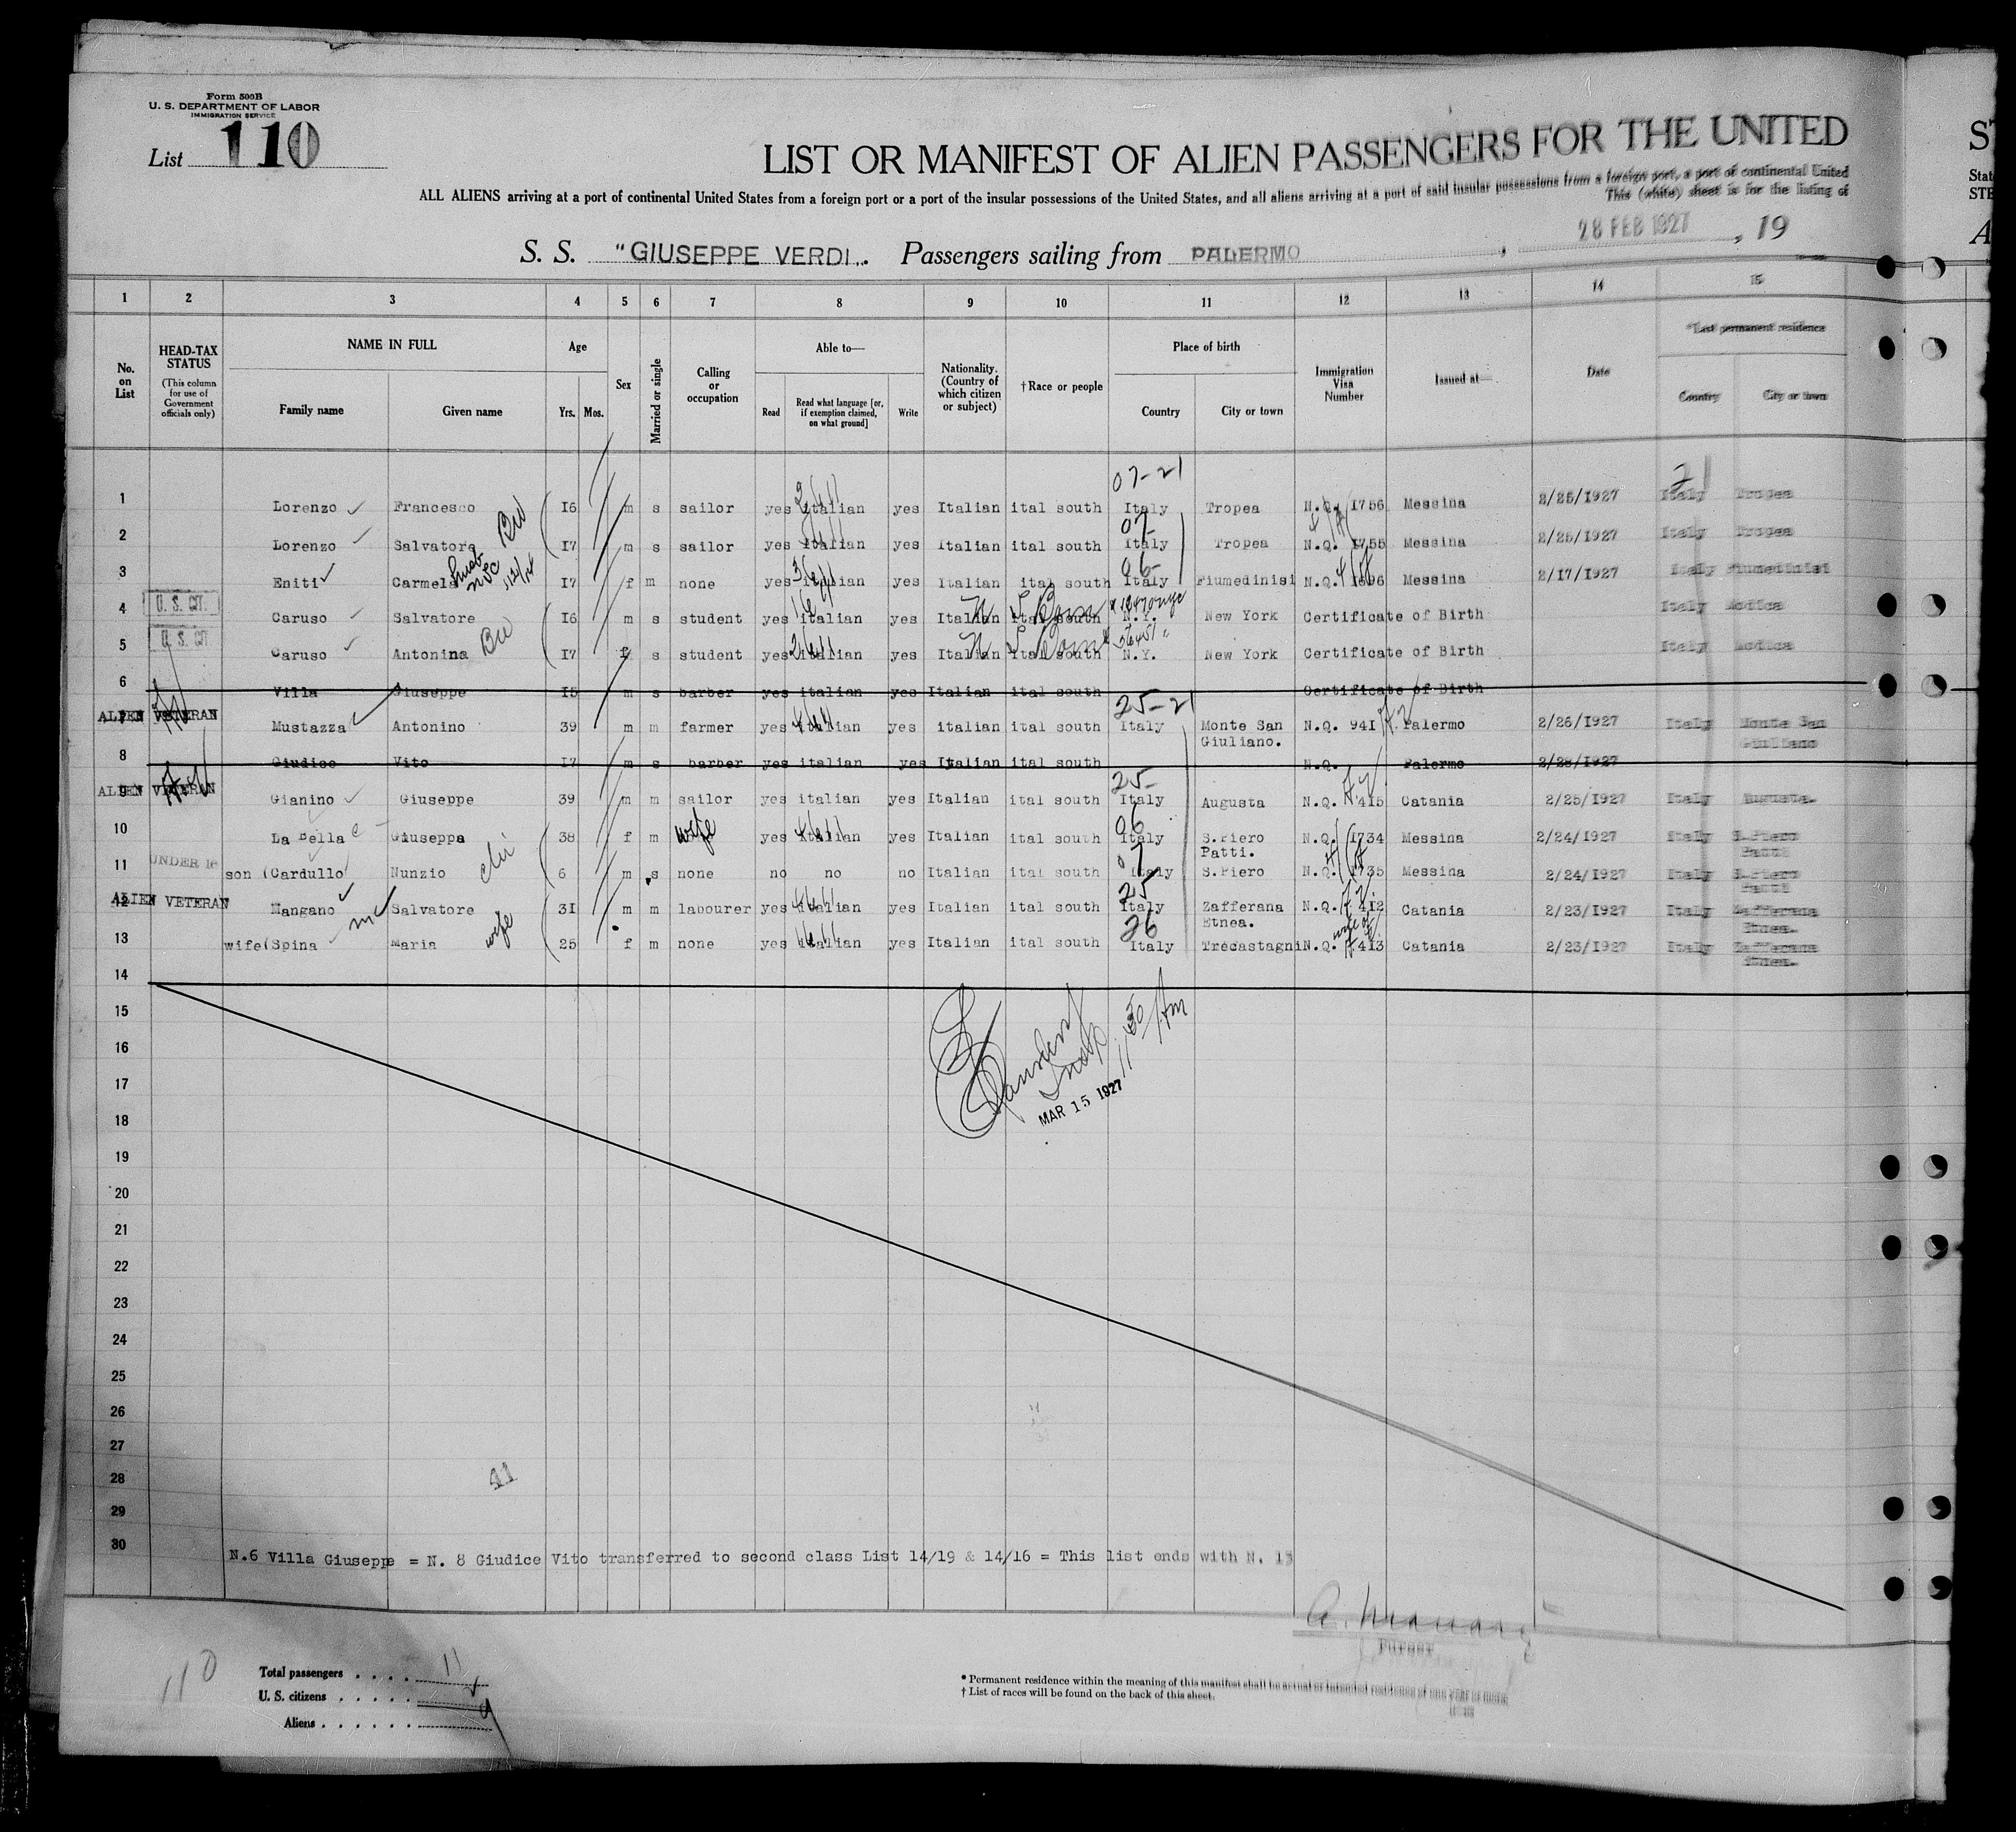 Form 500B
U. S. DEPARTMENT OF LABOR
IMMIGRATION SERVICE
List 110
LIST OR MANIFEST OF ALIEN PASSENGERS FOR THE UNITED
ALL ALIENS arriving at a port of continental United States from a foreign port or a port of the insular possessions of the United States, and all aliens arriving at a port of said insular possessions from a foreign port, a port of continental United
This (white) sheet is for the listing of
S. S. "GIUSEPPE VERDI". Passengers sailing from PALERMO, 28 FEB 1927, 19
1 2 3 4 5 6 7 8 9 10 11 12 13 14 15
No. on List
HEAD-TAX STATUS (This column for use of Government officials only)
NAME IN FULL
Family name Given name
Age
Yrs. Mos.
Sex
Married or single
Calling or occupation
Able to—
Read
Read what language [or, if exemption claimed, on what ground]
Write
Nationality. (Country of which citizen or subject)
†Race or people
Place of birth
Country City or town
Immigration Visa Number
Issued at—
Date
*Last permanent residence
Country City or town
07-21
1 Lorenzo Francesco 16 m s sailor yes italian yes Italian ital south Italy Tropea N.Q. 1756 Messina 2/25/1927 Italy Tropea
2 Lorenzo Salvatore 17 m s sailor yes italian yes Italian ital south Italy Tropea N.Q. 1755 Messina 2/25/1927 Italy Tropea
3 Eniti Carmela 17 f m none yes italian yes Italian ital south Italy Fiumedinisi N.Q. 1696 Messina 2/17/1927 Italy Fiumedinisi
4 U. S. CIT. Caruso Salvatore 16 m s student yes italian yes Italian ital south N.Y. New York Certificate of Birth Italy Modica
5 U. S. CIT Caruso Antonina 17 f s student yes italian yes Italian ital south N.Y. New York Certificate of Birth Italy Modica
6 Villa Giuseppe 15 m s barber yes italian yes Italian ital south Certificate of Birth
25-21
7 ALIEN VETERAN Mustazza Antonino 39 m m farmer yes italian yes italian ital south Italy Monte San Giuliano. N.Q. 941 Palermo 2/26/1927 Italy Monte San Giuliano
8 Giudice Vito 17 m s barber yes italian yes Italian ital south N.Q. Palermo 2/28/1927
25-
9 ALIEN VETERAN Gianino Giuseppe 39 m m sailor yes italian yes Italian ital south Italy Augusta N.Q. 415 Catania 2/25/1927 Italy Augusta.
10 La Bella Giuseppa 38 f m wife yes italian yes Italian ital south Italy S.Piero Patti. N.Q. 1734 Messina 2/24/1927 Italy S.Piero Patti
11 UNDER 16 son (Cardullo Nunzio 6 m s none no no no Italian ital south Italy S.Piero N.Q. 1735 Messina 2/24/1927 Italy S.Piero Patti
12 ALIEN VETERAN Mangano Salvatore 31 m m labourer yes italian yes Italian ital south Italy Zafferana Etnea. N.Q. 412 Catania 2/23/1927 Italy Zafferana Etnea.
13 wife(Spina Maria wife 25 f m none yes italian yes Italian ital south Italy Trecastagni N.Q. 413 Catania 2/23/1927 Italy Zafferana Etnea.
14
15
16
17
18
MAR 15 1927
19
20
21
22
23
24
25
26
27
28
41
29
30
N.6 Villa Giuseppe = N. 8 Giudice Vito transferred to second class List 14/19 & 14/16 = This list ends with N. 13
Purser
110
Total passengers . . . . 11
U. S. citizens . . . . .
Aliens . . . . . . 9
* Permanent residence within the meaning of this manifest shall be actual or intended residence of one year or more.
† List of races will be found on the back of this sheet.